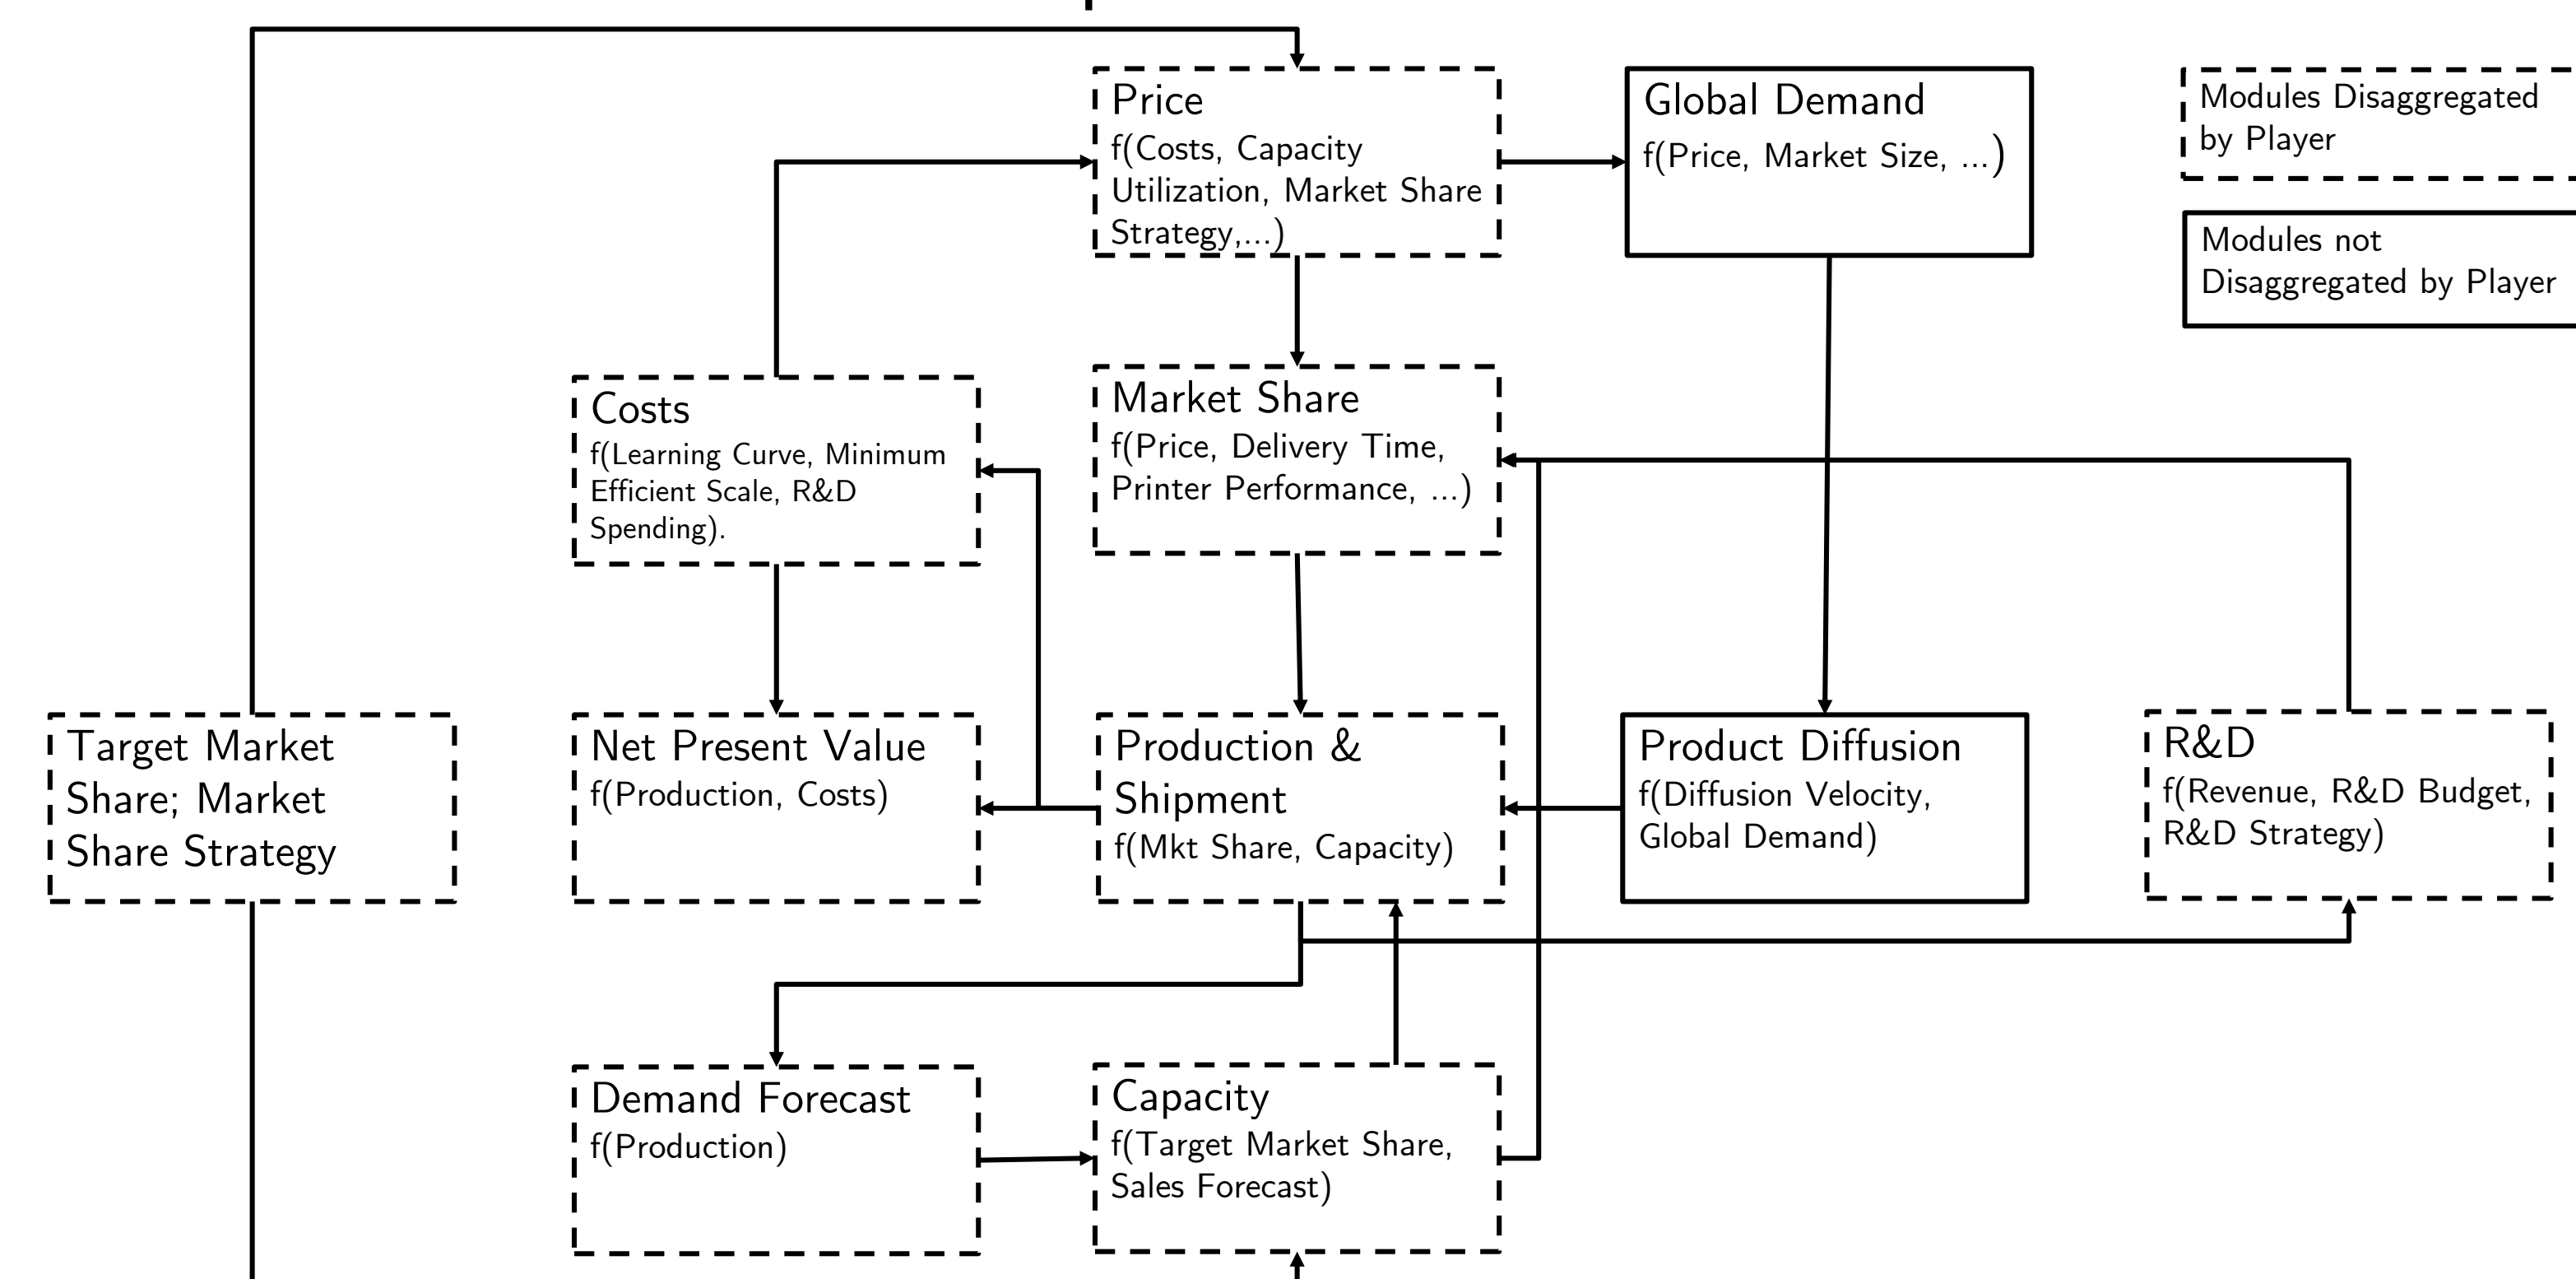 Price
f(Costs, Capacity
Utilization, Market Share
Strategy,...)
Global Demand
f(Price, Market Size, ...)
Modules Disaggregated
by Player
Modules not
Disaggregated by Player
Costs
f(Learning Curve, Minimum
Efficient Scale, R&D
Spending).
Market Share
f(Price, Delivery Time,
Printer Performance, ...)
Target Market
Share; Market
Share Strategy
Net Present Value
f(Production, Costs)
Production &
Shipment
f(Mkt Share, Capacity)
Product Diffusion
f(Diffusion Velocity,
Global Demand)
R&D
f(Revenue, R&D Budget,
R&D Strategy)
Demand Forecast
f(Production)
Capacity
f(Target Market Share,
Sales Forecast)